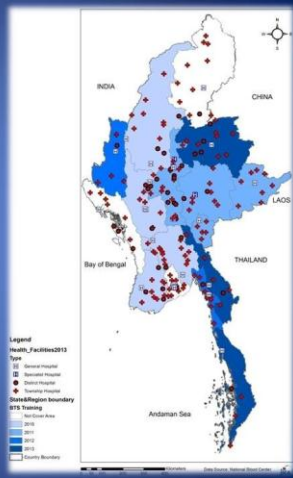 N
INDIA
CHINA
LAOS
Bay of Bengal
THAILAND
Andaman Sea
Legend
Health_Facilities2013
Type
General Hospital
Specialist Hospital
District Hospital
Township Hospital
State&Region boundary
BTS Training
Not Cover Area
2010
2011
2012
2013
Country Boundary
Kilometers
Data Source: National Blood Center